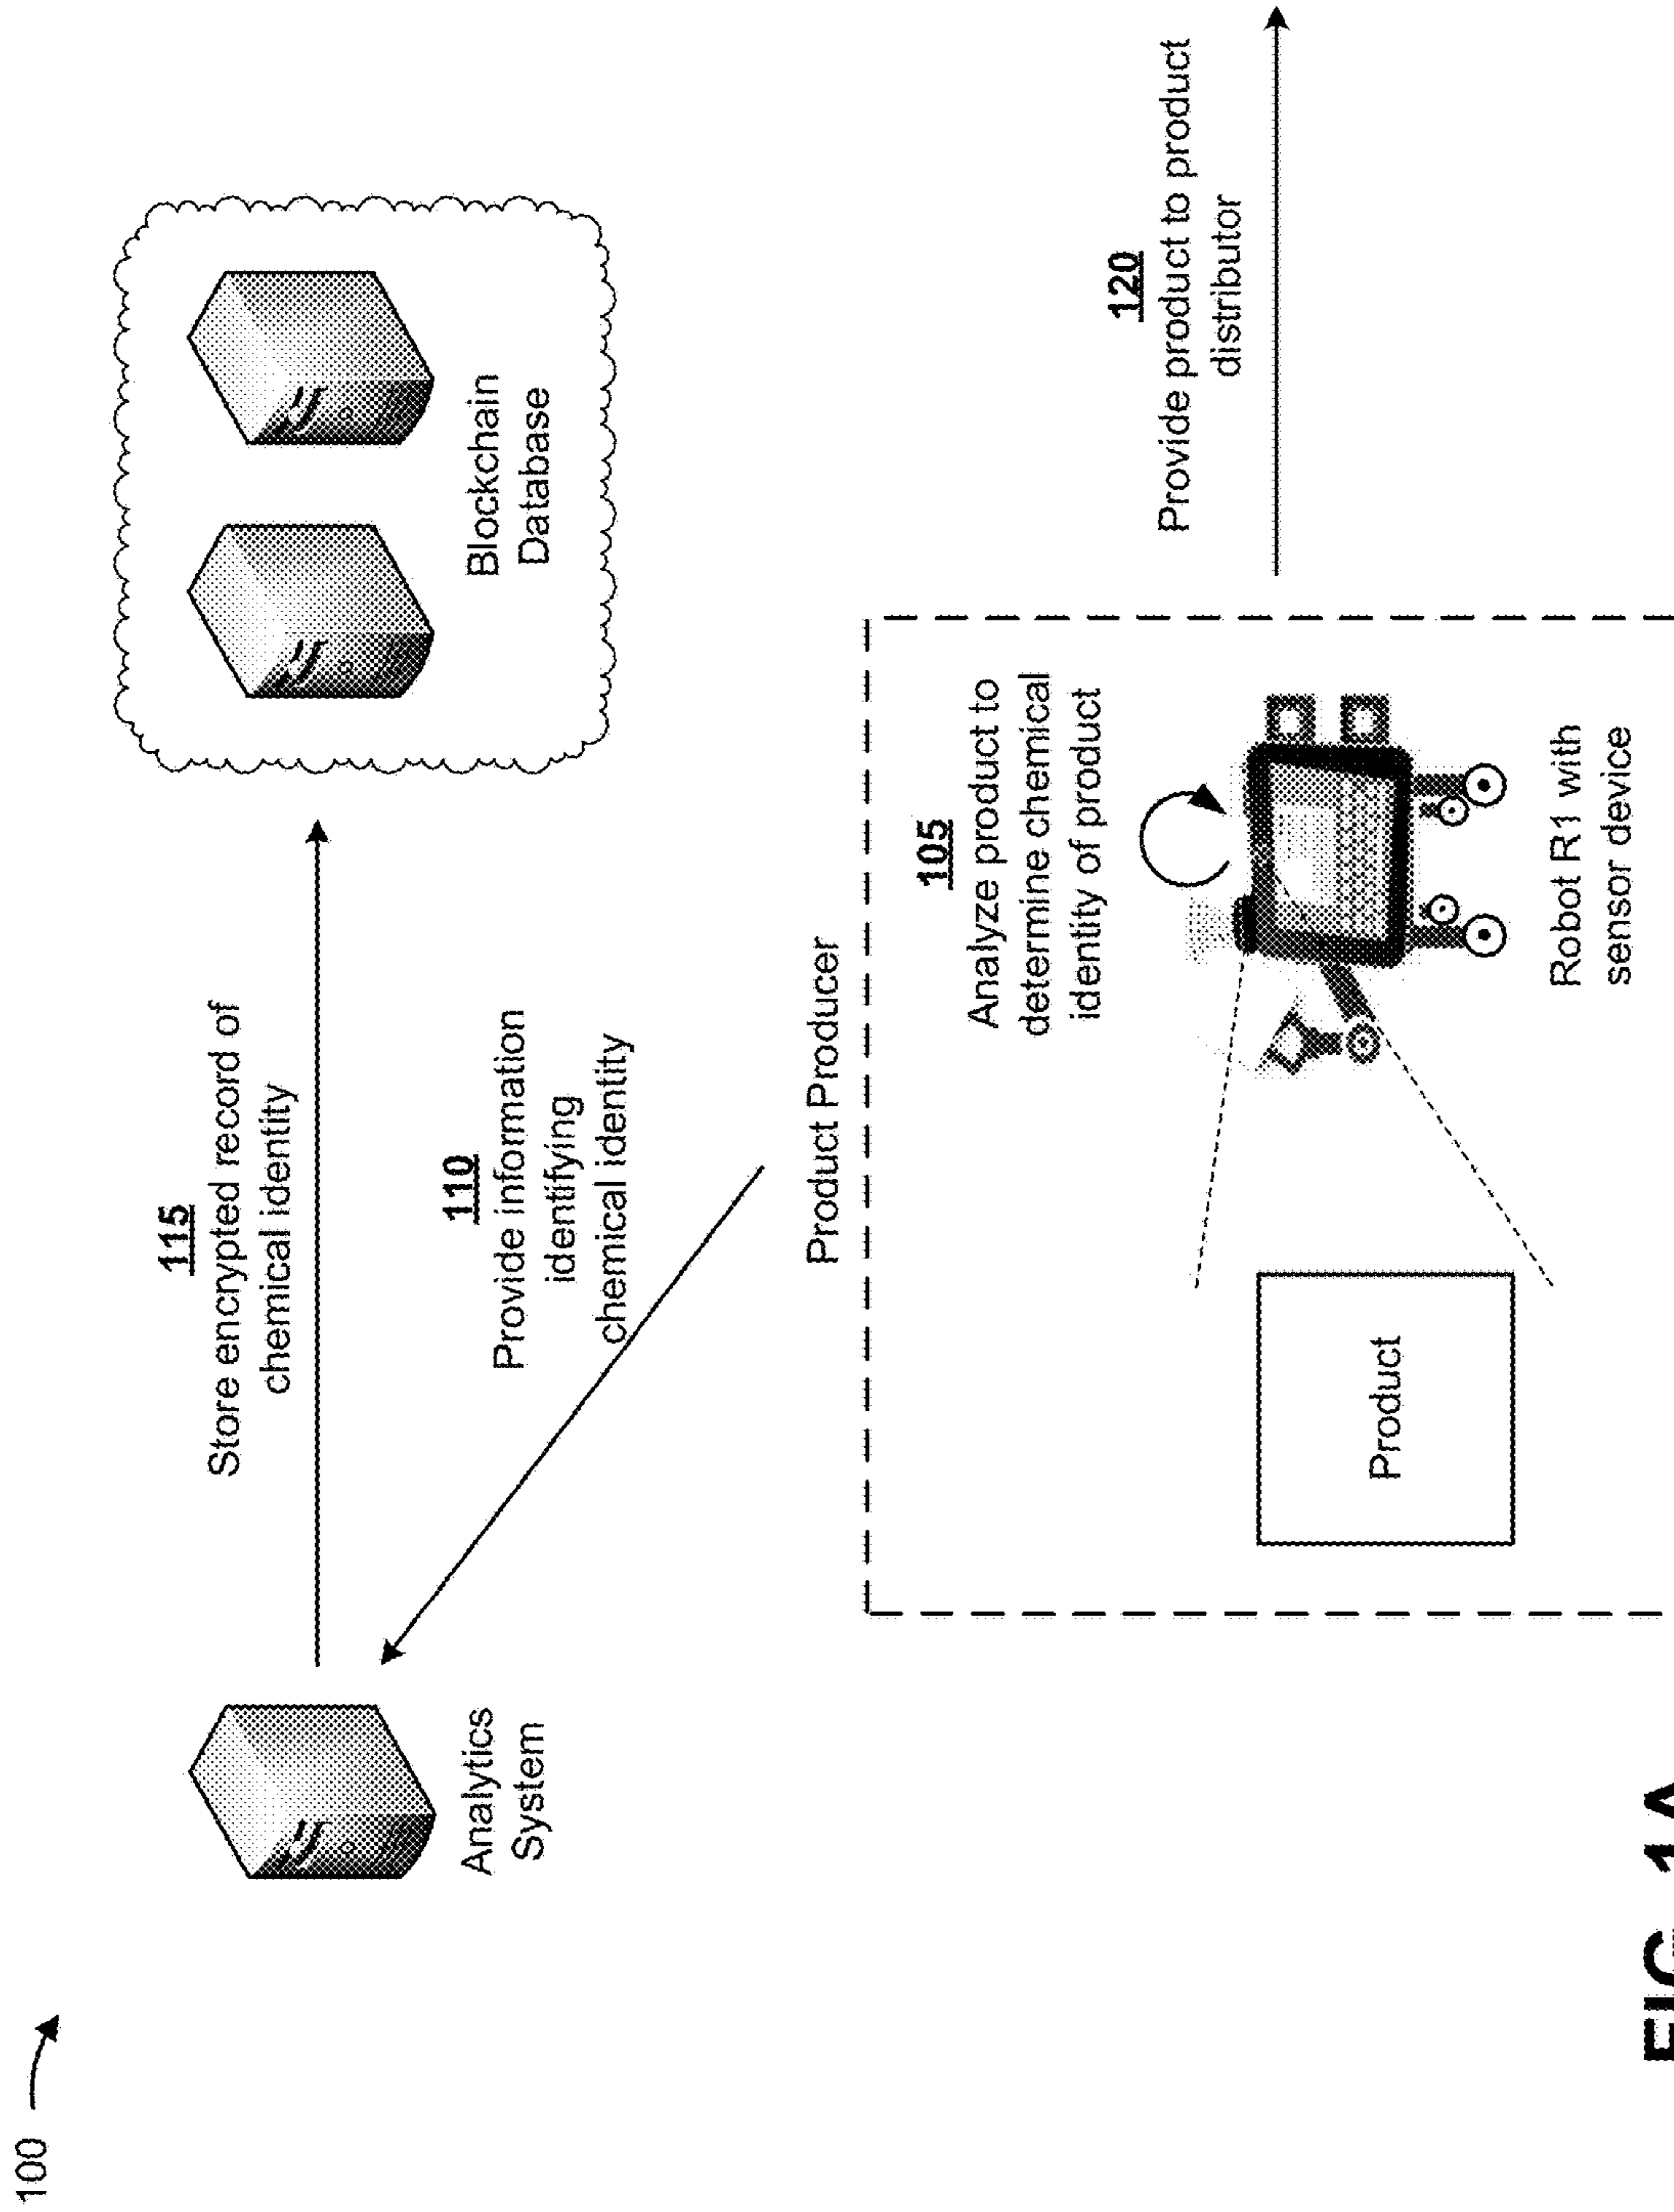 100
115
Store encrypted record of
chemical identity
Analytics
System
Blockchain
Database
110
Provide information
identifying
chemical identity
Product Producer
105
Analyze product to
determine chemical
identity of product
Product
Robot R1 with
sensor device
120
Provide product to product
distributor
FIG. 1A